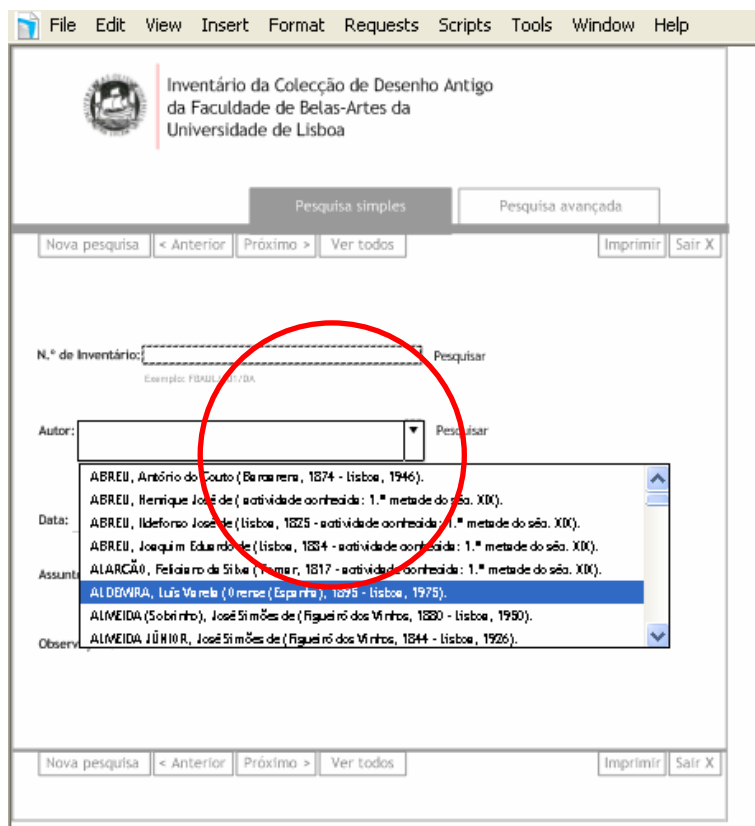 File Edit View Insert Format Requests Scripts Tools Window Help
Inventário da Colecção de Desenho Antigo
da Faculdade de Belas-Artes da
Universidade de Lisboa
Pesquisa simples Pesquisa avançada
Nova pesquisa < Anterior Próximo > Ver todos Imprimir Sair X
N.º de Inventário: Pesquisar
Exemplo:
Autor: Pesquisar
ABREU, António do Couto (Barcarena, 1874 - Lisboa, 1946).
ABREU, Henrique José de (actividade conhecida: 1.ª metade do séc. XIX).
Data: ABREU, Ildefonso José de (Lisboa, 1825 - actividade conhecida: 1.ª metade do séc. XIX).
ABREU, Joaquim Eduardo de (Lisboa, 1834 - actividade conhecida: 1.ª metade do séc. XIX).
Assunt ALARCÃO, Feliciano da Silva (Tomar, 1817 - actividade conhecida: 1.ª metade do séc. XIX).
ALDEMIRA, Luís Varela (Orense (Espanha), 1895 - Lisboa, 1975).
ALMEIDA (Sobrinho), José Simões de (Figueiró dos Vinhos, 1880 - Lisboa, 1950).
Observ ALMEIDA JÚNIOR, José Simões de (Figueiró dos Vinhos, 1844 - Lisboa, 1926).
Nova pesquisa < Anterior Próximo > Ver todos Imprimir Sair X